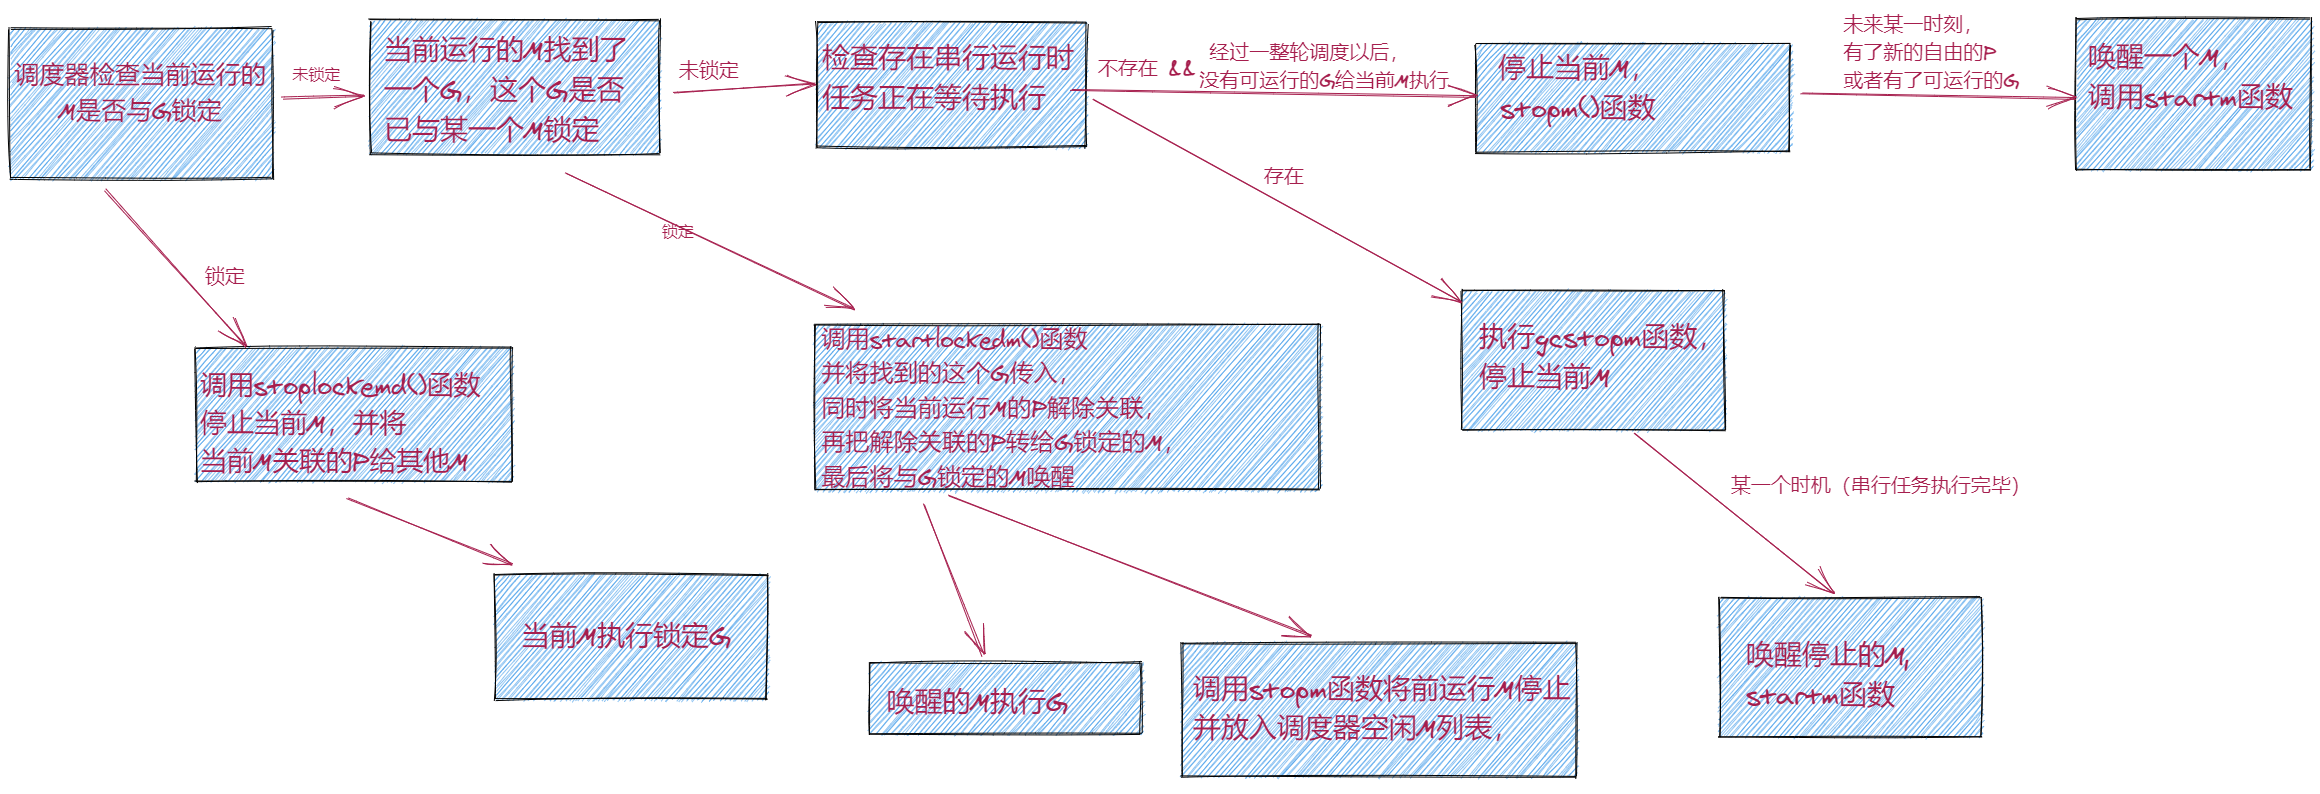 调度器检查当前运行的
M是否与G锁定
未锁定
当前运行的M找到了
一个G，这个G是否
已与某一个M锁定
未锁定
检查存在串行运行时
任务正在等待执行
不存在 &&
经过一整轮调度以后，
没有可运行的G给当前M执行
停止当前M，
stopm()函数
未来某一时刻，
有了新的自由的P
或者有了可运行的G
唤醒一个M，
调用startm函数
锁定
锁定
存在
调用stoplockemd()函数
停止当前M，并将
当前M关联的P给其他M
调用startlockedm()函数
并将找到的这个G传入，
同时将当前运行M的P解除关联，
再把解除关联的P转给G锁定的M，
最后将与G锁定的M唤醒
执行gcstopm函数，
停止当前M
某一个时机（串行任务执行完毕）
当前M执行锁定G
唤醒的M执行G
调用stopm函数将前运行M停止
并放入调度器空闲M列表，
唤醒停止的M,
startm函数